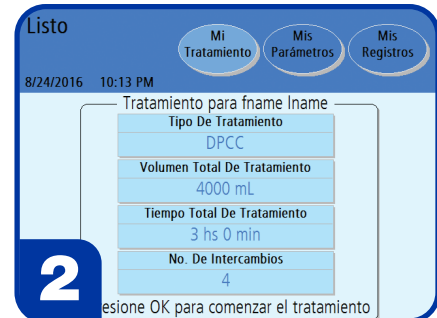 Listo
Mi Tratamiento
Mis Parámetros
Mis Registros
8/24/2016 10:13 PM
Tratamiento para fname lname
Tipo De Tratamiento
DPCC
Volumen Total De Tratamiento
4000 mL
Tiempo Total De Tratamiento
3 hs 0 min
No. De Intercambios
4
2
esione OK para comenzar el tratamiento